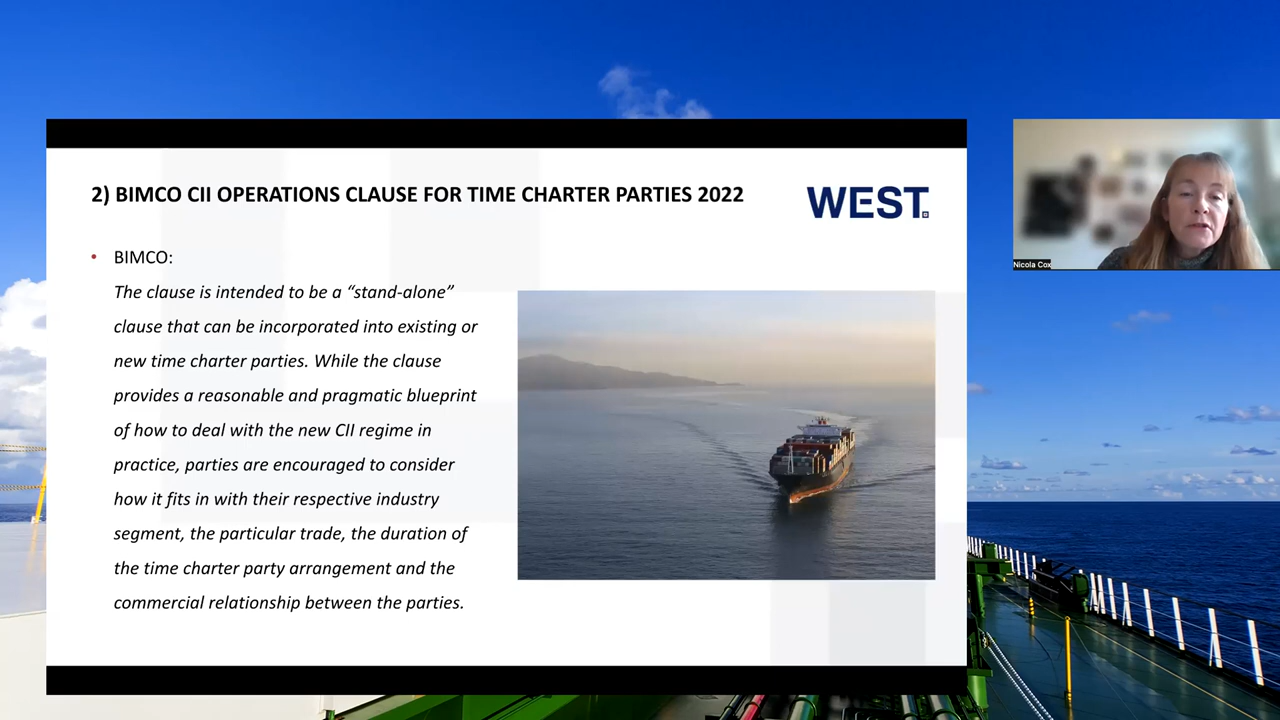 2) BIMCO CII OPERATIONS CLAUSE FOR TIME CHARTER PARTIES 2022
WEST.
• BIMCO:
The clause is intended to be a “stand-alone”
clause that can be incorporated into existing or
new time charter parties. While the clause
provides a reasonable and pragmatic blueprint
of how to deal with the new CII regime in
practice, parties are encouraged to consider
how it fits in with their respective industry
segment, the particular trade, the duration of
the time charter party arrangement and the
commercial relationship between the parties.
Nicola Cox